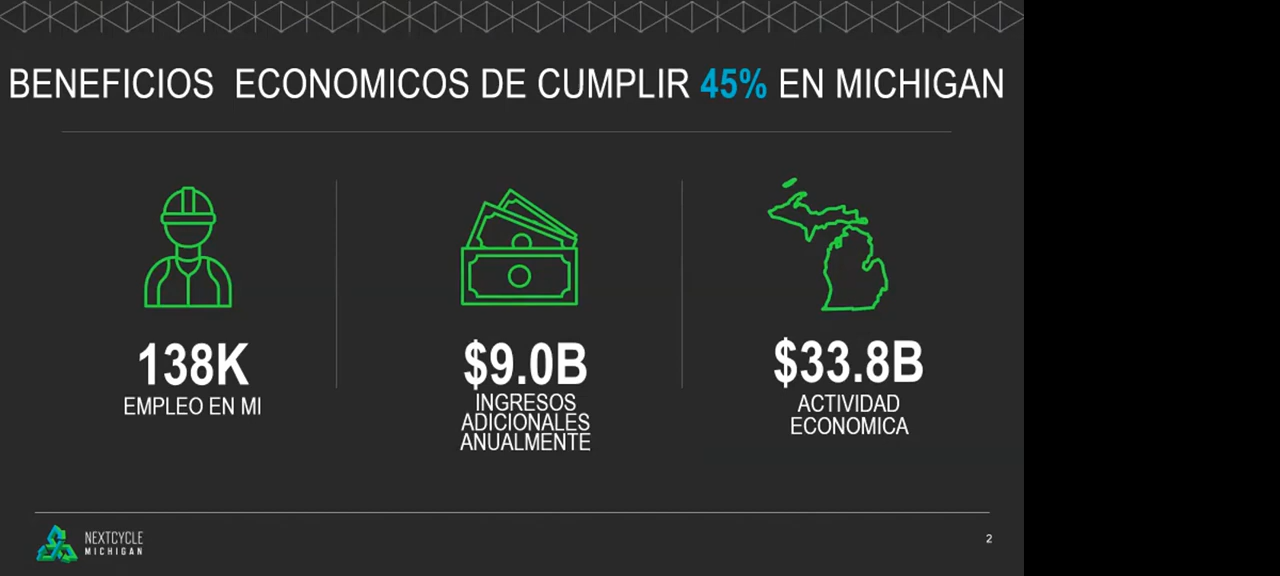 BENEFICIOS ECONOMICOS DE CUMPLIR 45% EN MICHIGAN
138K
EMPLEO EN MI
$9.0B
INGRESOS
ADICIONALES
ANUALMENTE
$33.8B
ACTIVIDAD
ECONOMICA
NEXTCYCLE
MICHIGAN
2